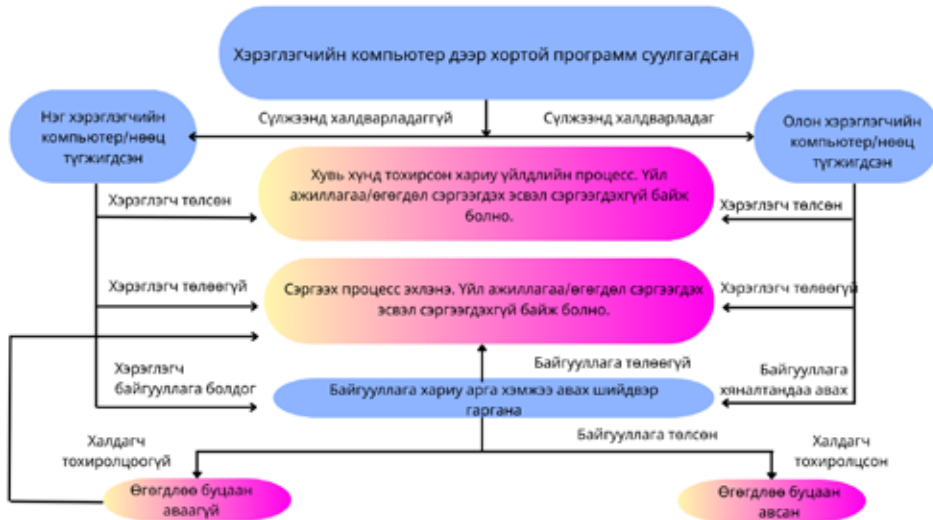 Хэрэглэгчийн компьютер дээр хортой программ суулгагдсан
Нэг хэрэглэгчийн
компьютер/нөөц
түгжигдсэн
Сүлжээнд халдварладаггүй
Сүлжээнд халдварладаг
Олон хэрэглэгчийн
компьютер/нөөц
түгжигдсэн
Хувь хүнд тохирсон хариу үйлдлийн процесс. Үйл
ажиллагаа/өгөгдөл сэргээгдэх эсвэл сэргээгдэхгүй байж
болно.
Хэрэглэгч төлсөн
Хэрэглэгч төлсөн
Хэрэглэгч төлөөгүй
Сэргээх процесс эхлэнэ. Үйл ажиллагаа/өгөгдөл сэргээгдэх
эсвэл сэргээгдэхгүй байж болно.
Хэрэглэгч төлөөгүй
Хэрэглэгч
байгууллага болдог
Байгууллага төлөөгүй
Байгууллага
хяналтандаа авах
Байгууллага хариу арга хэмжээ авах шийдвэр
гаргана
Халдагч
тохиролцоогүй
Байгууллага төлсөн
Халдагч
тохиролцсон
Өгөгдлөө буцаан
аваагүй
Өгөгдлөө буцаан
авсан